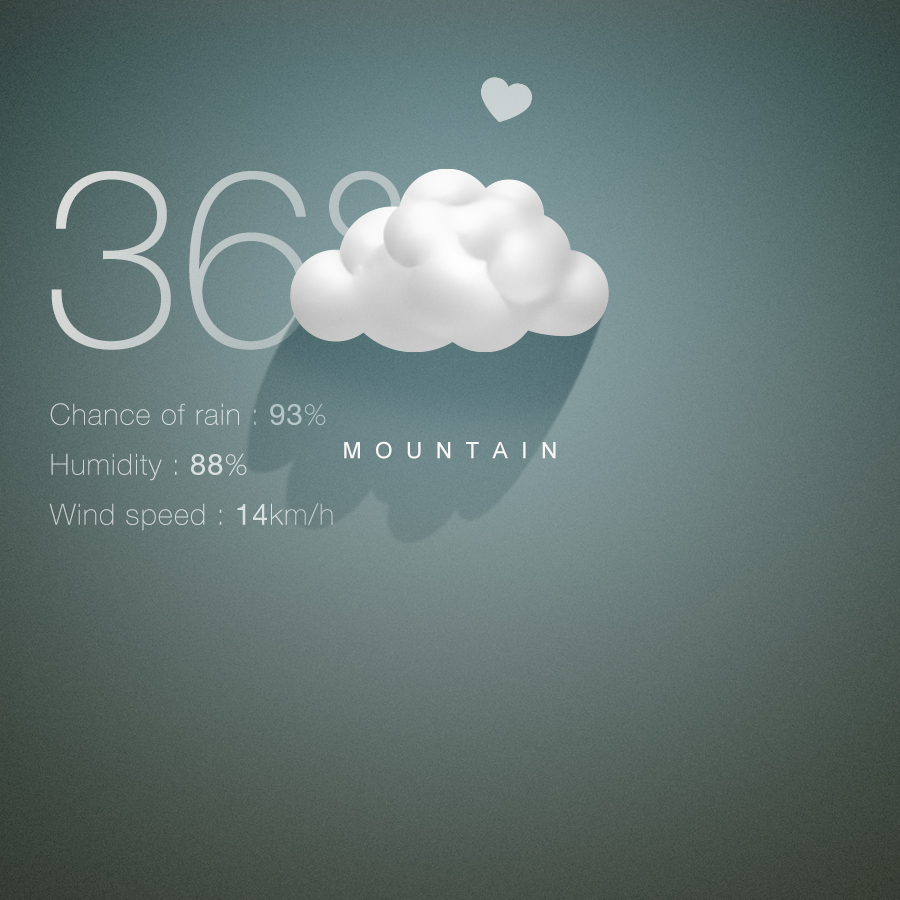 36°
Chance of rain : 93%
MOUNTAIN
Humidity : 88%
Wind speed : 14km/h